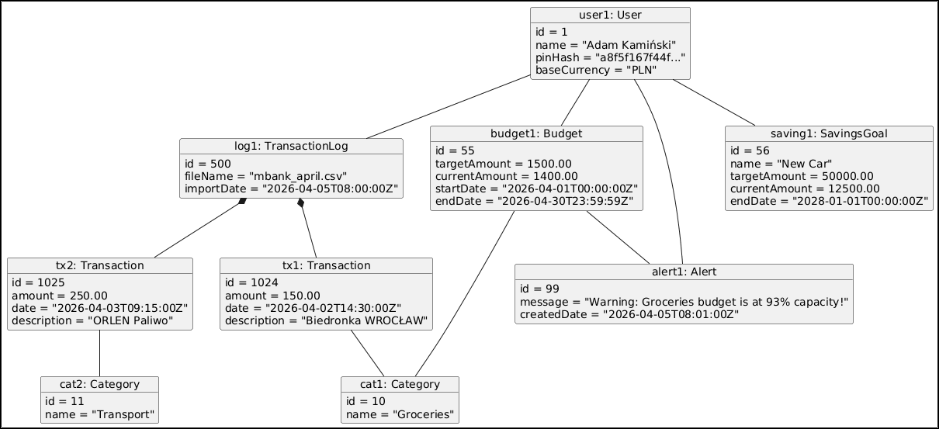 user1: User
id = 1
name = "Adam Kamiński"
pinHash = "a8f5f167f44f..."
baseCurrency = "PLN"
log1: TransactionLog
id = 500
fileName = "mbank_april.csv"
importDate = "2026-04-05T08:00:00Z"
budget1: Budget
id = 55
targetAmount = 1500.00
currentAmount = 1400.00
startDate = "2026-04-01T00:00:00Z"
endDate = "2026-04-30T23:59:59Z"
saving1: SavingsGoal
id = 56
name = "New Car"
targetAmount = 50000.00
currentAmount = 12500.00
endDate = "2028-01-01T00:00:00Z"
tx2: Transaction
id = 1025
amount = 250.00
date = "2026-04-03T09:15:00Z"
description = "ORLEN Paliwo"
tx1: Transaction
id = 1024
amount = 150.00
date = "2026-04-02T14:30:00Z"
description = "Biedronka WROCŁAW"
alert1: Alert
id = 99
message = "Warning: Groceries budget is at 93% capacity!"
createdDate = "2026-04-05T08:01:00Z"
cat2: Category
id = 11
name = "Transport"
cat1: Category
id = 10
name = "Groceries"